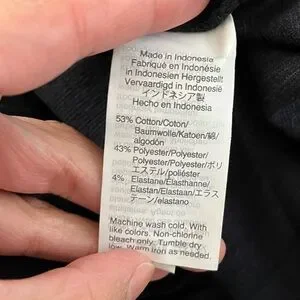 Made in Indonesia
Fabriqué en Indonésie
in Indonesien Hergestellt
Vervaardigd in Indonesië
インドネシア製
Hecho en Indonesia
53% Cotton/Coton/
Baumwolle/Katoen/綿/
algodón
43% Polyester/Polyester/
Polyester/Polyester/ポリ
エステル/poliéster
4% Elastane/Élasthanne/
Elastan/Elastaan/エラス
テーン/elastano
Machine wash cold. With
like colors. Non-chlorine
bleach only. Tumble dry
low. Warm iron as needed.